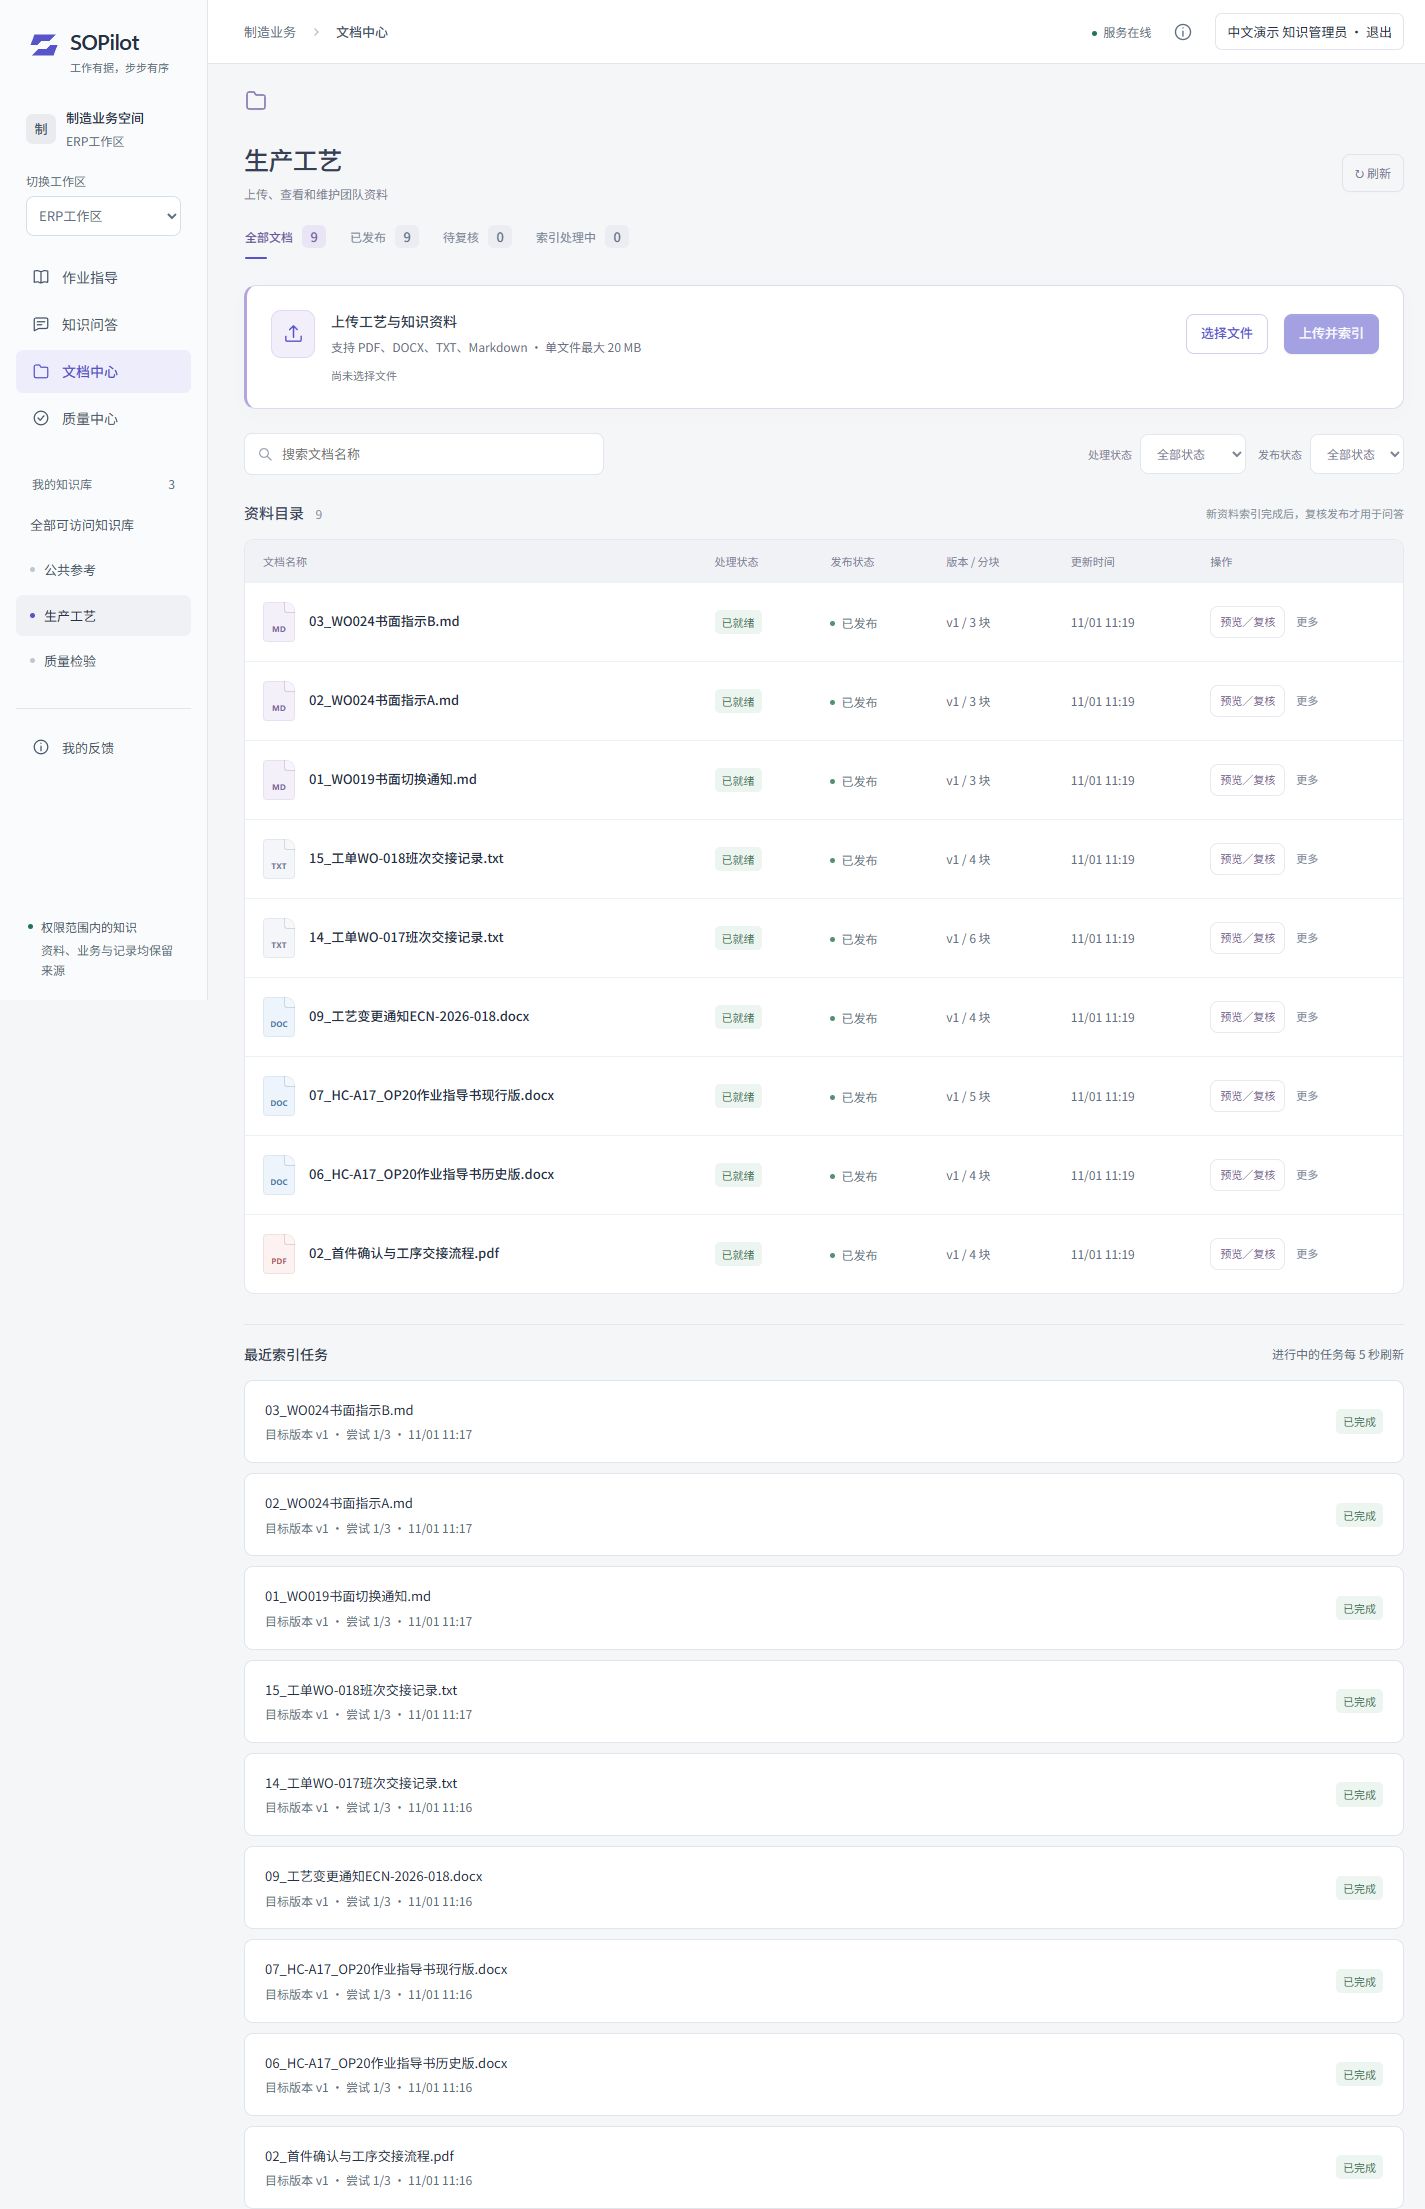 SOPilot
工作有据，步步有序
制
制造业务空间
ERP工作区
切换工作区
ERP工作区
作业指导
知识问答
文档中心
质量中心
我的知识库 3
全部可访问知识库
公共参考
生产工艺
质量检验
我的反馈
权限范围内的知识
资料、业务与记录均保留
来源
制造业务 › 文档中心
服务在线
中文演示 知识管理员 · 退出
生产工艺
上传、查看和维护团队资料
↻ 刷新
全部文档 9 已发布 9 待复核 0 索引处理中 0
上传工艺与知识资料
支持 PDF、DOCX、TXT、Markdown · 单文件最大 20 MB
尚未选择文件
选择文件 上传并索引
搜索文档名称
处理状态 全部状态 发布状态 全部状态
资料目录 9
新资料索引完成后，复核发布才用于问答
文档名称 处理状态 发布状态 版本 / 分块 更新时间 操作
MD 03_WO024书面指示B.md 已就绪 已发布 v1 / 3 块 11/01 11:19 预览／复核 更多
MD 02_WO024书面指示A.md 已就绪 已发布 v1 / 3 块 11/01 11:19 预览／复核 更多
MD 01_WO019书面切换通知.md 已就绪 已发布 v1 / 3 块 11/01 11:19 预览／复核 更多
TXT 15_工单WO-018班次交接记录.txt 已就绪 已发布 v1 / 4 块 11/01 11:19 预览／复核 更多
TXT 14_工单WO-017班次交接记录.txt 已就绪 已发布 v1 / 6 块 11/01 11:19 预览／复核 更多
DOC 09_工艺变更通知ECN-2026-018.docx 已就绪 已发布 v1 / 4 块 11/01 11:19 预览／复核 更多
DOC 07_HC-A17_OP20作业指导书现行版.docx 已就绪 已发布 v1 / 5 块 11/01 11:19 预览／复核 更多
DOC 06_HC-A17_OP20作业指导书历史版.docx 已就绪 已发布 v1 / 4 块 11/01 11:19 预览／复核 更多
PDF 02_首件确认与工序交接流程.pdf 已就绪 已发布 v1 / 4 块 11/01 11:19 预览／复核 更多
最近索引任务
进行中的任务每 5 秒刷新
03_WO024书面指示B.md
目标版本 v1 · 尝试 1/3 · 11/01 11:17
已完成
02_WO024书面指示A.md
目标版本 v1 · 尝试 1/3 · 11/01 11:17
已完成
01_WO019书面切换通知.md
目标版本 v1 · 尝试 1/3 · 11/01 11:17
已完成
15_工单WO-018班次交接记录.txt
目标版本 v1 · 尝试 1/3 · 11/01 11:17
已完成
14_工单WO-017班次交接记录.txt
目标版本 v1 · 尝试 1/3 · 11/01 11:16
已完成
09_工艺变更通知ECN-2026-018.docx
目标版本 v1 · 尝试 1/3 · 11/01 11:16
已完成
07_HC-A17_OP20作业指导书现行版.docx
目标版本 v1 · 尝试 1/3 · 11/01 11:16
已完成
06_HC-A17_OP20作业指导书历史版.docx
目标版本 v1 · 尝试 1/3 · 11/01 11:16
已完成
02_首件确认与工序交接流程.pdf
目标版本 v1 · 尝试 1/3 · 11/01 11:16
已完成